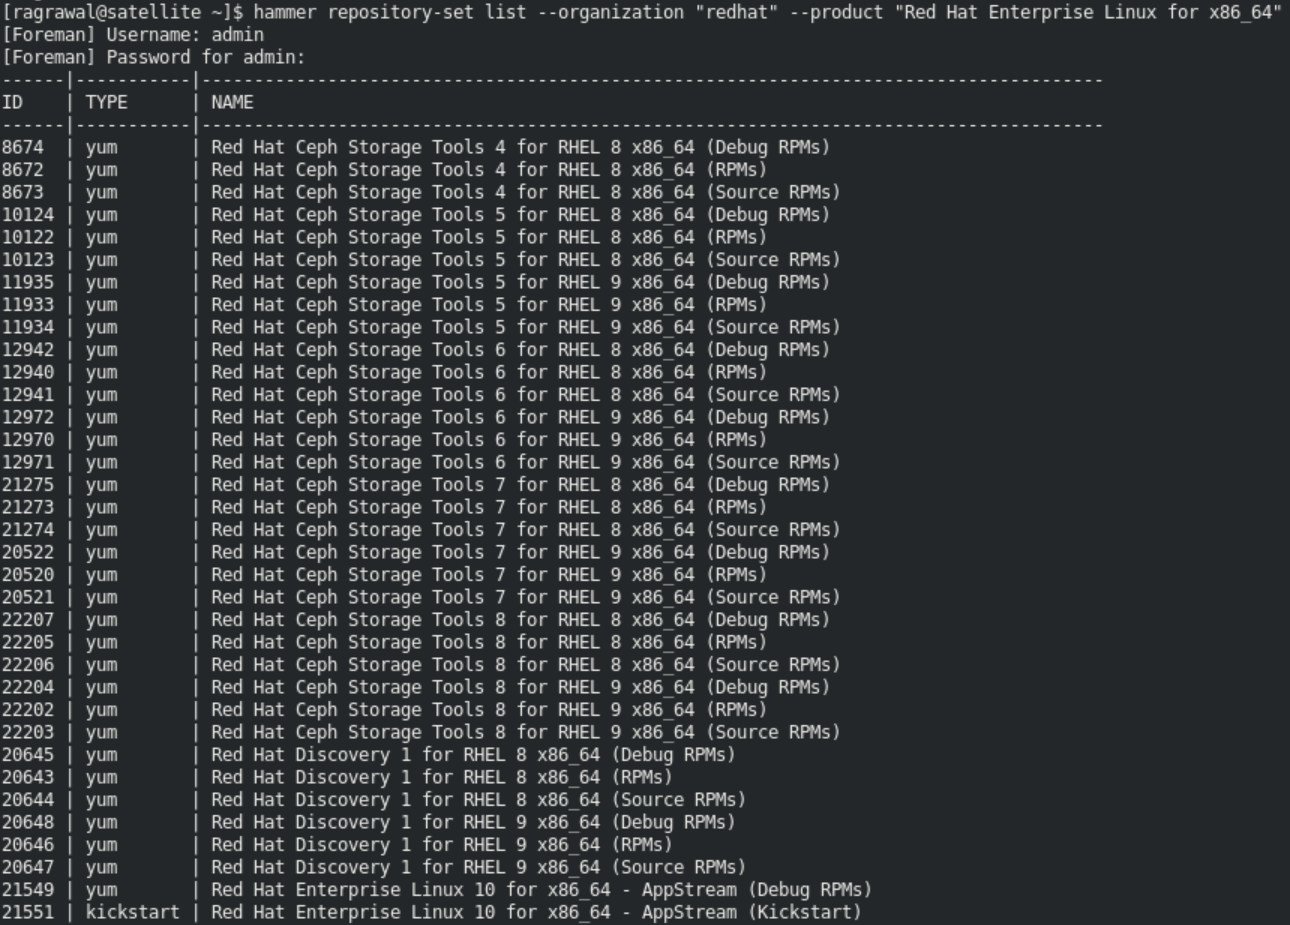 [ragrawal@satellite ~]$ hammer repository-set list --organization "redhat" --product "Red Hat Enterprise Linux for x86_64"
[Foreman] Username: admin
[Foreman] Password for admin:
------|-----------|-------------------------------------------------------------------------------------
ID    | TYPE      | NAME
------|-----------|-------------------------------------------------------------------------------------
8674  | yum       | Red Hat Ceph Storage Tools 4 for RHEL 8 x86_64 (Debug RPMs)
8672  | yum       | Red Hat Ceph Storage Tools 4 for RHEL 8 x86_64 (RPMs)
8673  | yum       | Red Hat Ceph Storage Tools 4 for RHEL 8 x86_64 (Source RPMs)
10124 | yum       | Red Hat Ceph Storage Tools 5 for RHEL 8 x86_64 (Debug RPMs)
10122 | yum       | Red Hat Ceph Storage Tools 5 for RHEL 8 x86_64 (RPMs)
10123 | yum       | Red Hat Ceph Storage Tools 5 for RHEL 8 x86_64 (Source RPMs)
11935 | yum       | Red Hat Ceph Storage Tools 5 for RHEL 9 x86_64 (Debug RPMs)
11933 | yum       | Red Hat Ceph Storage Tools 5 for RHEL 9 x86_64 (RPMs)
11934 | yum       | Red Hat Ceph Storage Tools 5 for RHEL 9 x86_64 (Source RPMs)
12942 | yum       | Red Hat Ceph Storage Tools 6 for RHEL 8 x86_64 (Debug RPMs)
12940 | yum       | Red Hat Ceph Storage Tools 6 for RHEL 8 x86_64 (RPMs)
12941 | yum       | Red Hat Ceph Storage Tools 6 for RHEL 8 x86_64 (Source RPMs)
12972 | yum       | Red Hat Ceph Storage Tools 6 for RHEL 9 x86_64 (Debug RPMs)
12970 | yum       | Red Hat Ceph Storage Tools 6 for RHEL 9 x86_64 (RPMs)
12971 | yum       | Red Hat Ceph Storage Tools 6 for RHEL 9 x86_64 (Source RPMs)
21275 | yum       | Red Hat Ceph Storage Tools 7 for RHEL 8 x86_64 (Debug RPMs)
21273 | yum       | Red Hat Ceph Storage Tools 7 for RHEL 8 x86_64 (RPMs)
21274 | yum       | Red Hat Ceph Storage Tools 7 for RHEL 8 x86_64 (Source RPMs)
20522 | yum       | Red Hat Ceph Storage Tools 7 for RHEL 9 x86_64 (Debug RPMs)
20520 | yum       | Red Hat Ceph Storage Tools 7 for RHEL 9 x86_64 (RPMs)
20521 | yum       | Red Hat Ceph Storage Tools 7 for RHEL 9 x86_64 (Source RPMs)
22207 | yum       | Red Hat Ceph Storage Tools 8 for RHEL 8 x86_64 (Debug RPMs)
22205 | yum       | Red Hat Ceph Storage Tools 8 for RHEL 8 x86_64 (RPMs)
22206 | yum       | Red Hat Ceph Storage Tools 8 for RHEL 8 x86_64 (Source RPMs)
22204 | yum       | Red Hat Ceph Storage Tools 8 for RHEL 9 x86_64 (Debug RPMs)
22202 | yum       | Red Hat Ceph Storage Tools 8 for RHEL 9 x86_64 (RPMs)
22203 | yum       | Red Hat Ceph Storage Tools 8 for RHEL 9 x86_64 (Source RPMs)
20645 | yum       | Red Hat Discovery 1 for RHEL 8 x86_64 (Debug RPMs)
20643 | yum       | Red Hat Discovery 1 for RHEL 8 x86_64 (RPMs)
20644 | yum       | Red Hat Discovery 1 for RHEL 8 x86_64 (Source RPMs)
20648 | yum       | Red Hat Discovery 1 for RHEL 9 x86_64 (Debug RPMs)
20646 | yum       | Red Hat Discovery 1 for RHEL 9 x86_64 (RPMs)
20647 | yum       | Red Hat Discovery 1 for RHEL 9 x86_64 (Source RPMs)
21549 | yum       | Red Hat Enterprise Linux 10 for x86_64 - AppStream (Debug RPMs)
21551 | kickstart | Red Hat Enterprise Linux 10 for x86_64 - AppStream (Kickstart)